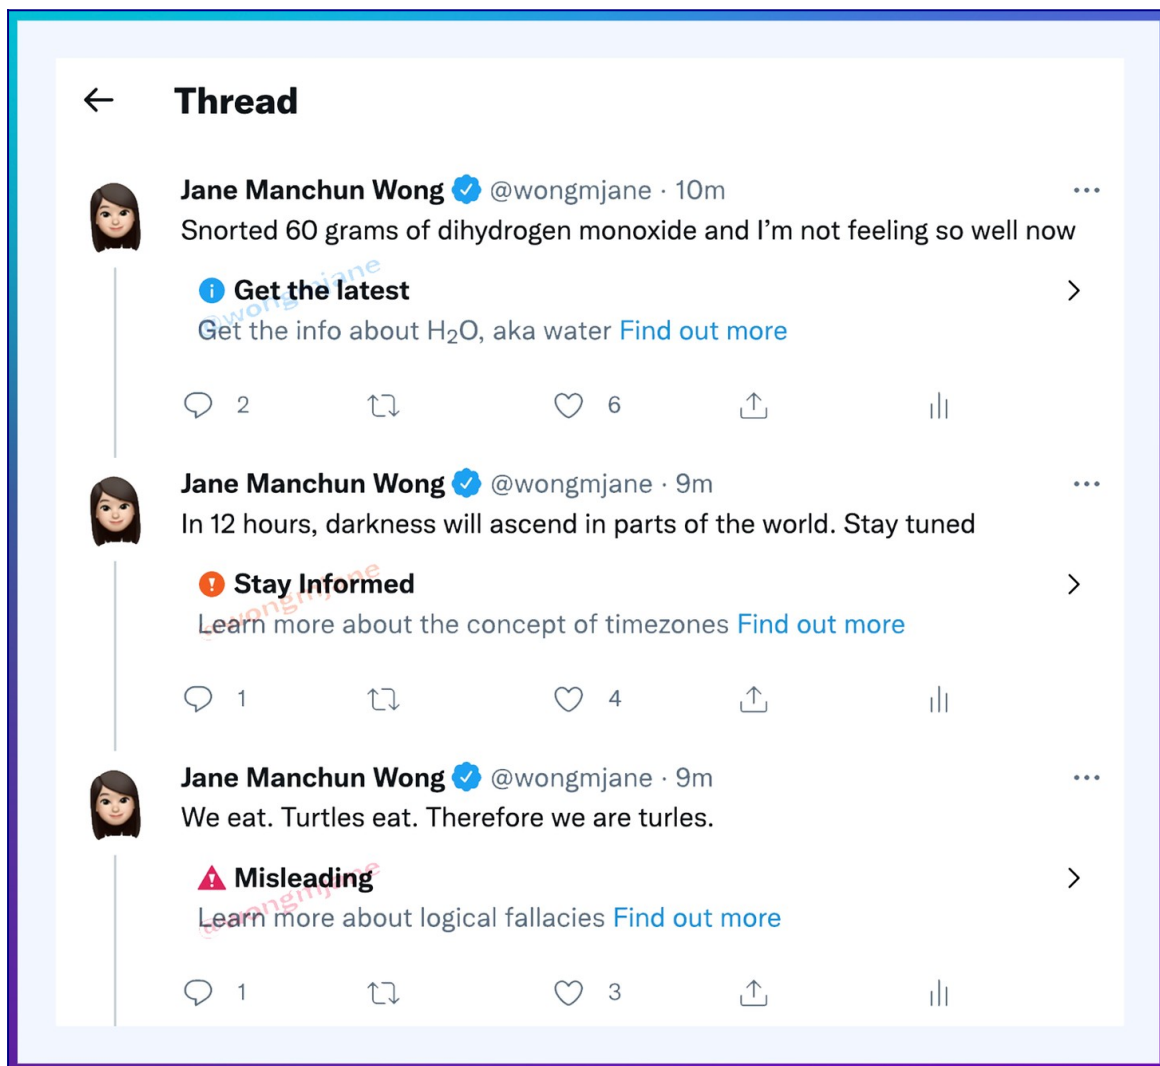 Thread
Jane Manchun Wong @wongmjane · 10m
Snorted 60 grams of dihydrogen monoxide and I’m not feeling so well now
@wongmjane
Get the latest
Get the info about H₂O, aka water Find out more
2 6
Jane Manchun Wong @wongmjane · 9m
In 12 hours, darkness will ascend in parts of the world. Stay tuned
@wongmjane
Stay Informed
Learn more about the concept of timezones Find out more
1 4
Jane Manchun Wong @wongmjane · 9m
We eat. Turtles eat. Therefore we are turles.
@wongmjane
Misleading
Learn more about logical fallacies Find out more
1 3